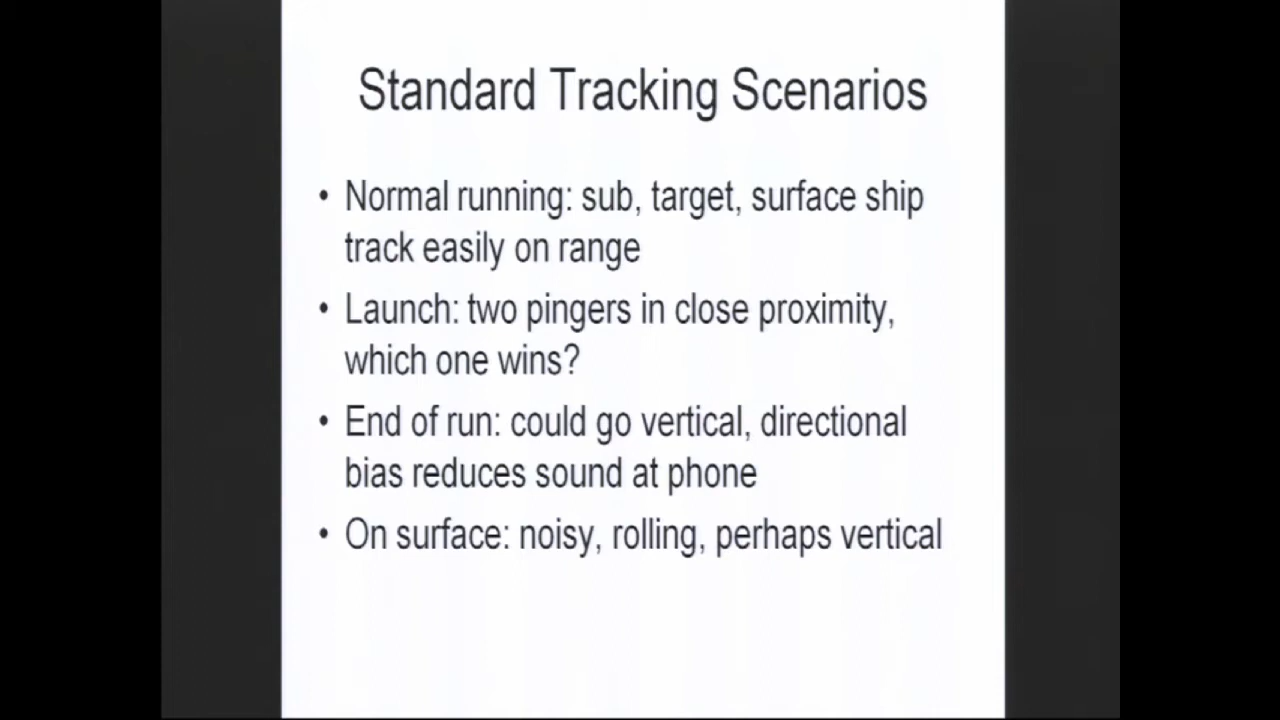 Standard Tracking Scenarios
• Normal running: sub, target, surface ship
track easily on range
• Launch: two pingers in close proximity,
which one wins?
• End of run: could go vertical, directional
bias reduces sound at phone
• On surface: noisy, rolling, perhaps vertical